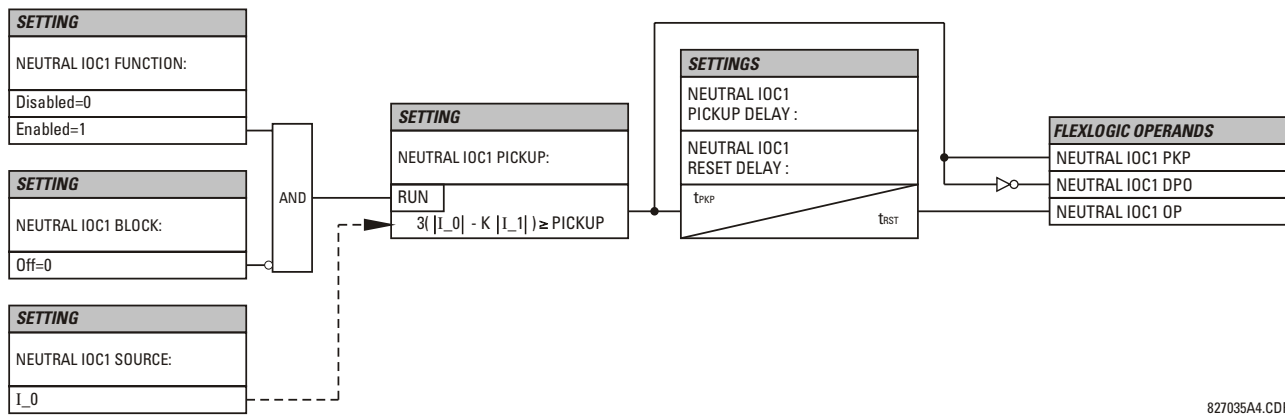 SETTING
NEUTRAL IOC1 FUNCTION:
Disabled=0
Enabled=1
SETTING
NEUTRAL IOC1 BLOCK:
Off=0
SETTING
NEUTRAL IOC1 SOURCE:
I_0
AND
SETTING
NEUTRAL IOC1 PICKUP:
RUN
3( |I_0| - K |I_1| ) ≥ PICKUP
SETTINGS
NEUTRAL IOC1
PICKUP DELAY :
NEUTRAL IOC1
RESET DELAY :
tPKP
tRST
FLEXLOGIC OPERANDS
NEUTRAL IOC1 PKP
NEUTRAL IOC1 DPO
NEUTRAL IOC1 OP